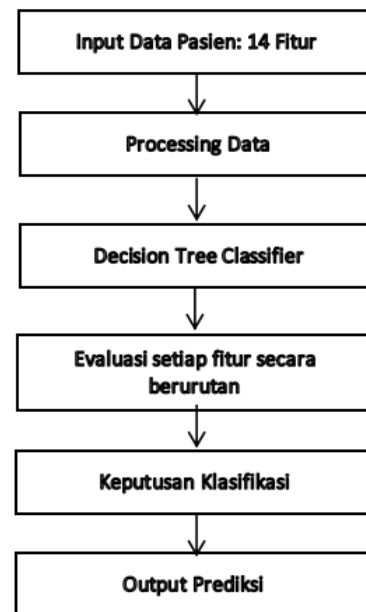 Input Data Pasien: 14 Fitur
Processing Data
Decision Tree Classifier
Evaluasi setiap fitur secara
berurutan
Keputusan Klasifikasi
Output Prediksi